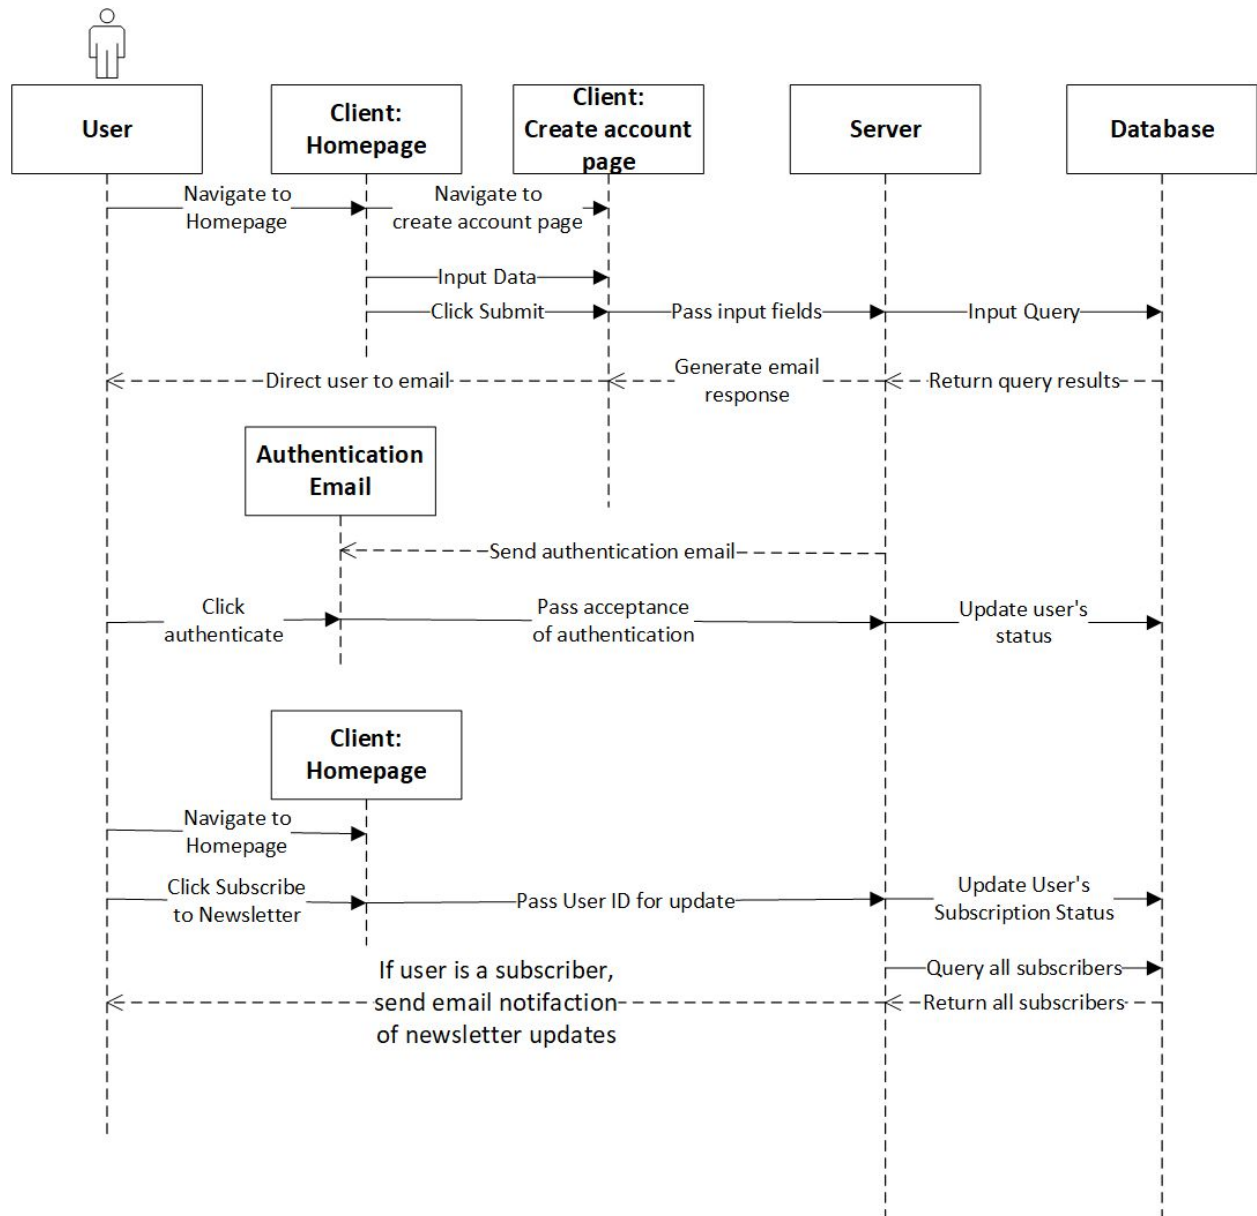 User
Client:
Homepage
Client:
Create account
page
Server
Database
Navigate to
Homepage
Navigate to
create account page
Input Data
Click Submit
Pass input fields
Input Query
Direct user to email
Generate email
response
Return query results
Authentication
Email
Send authentication email
Click
authenticate
Pass acceptance
of authentication
Update user's
status
Client:
Homepage
Navigate to
Homepage
Click Subscribe
to Newsletter
Pass User ID for update
Update User's
Subscription Status
Query all subscribers
If user is a subscriber,
send email notifaction
of newsletter updates
Return all subscribers